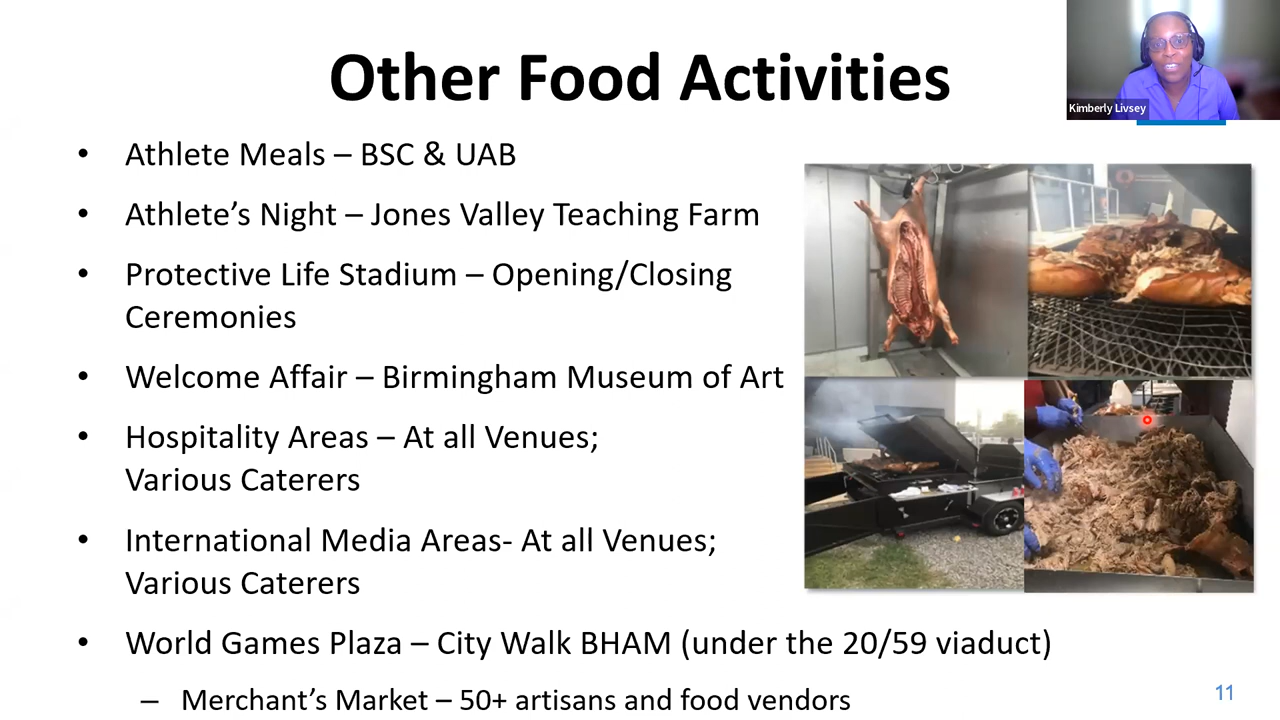 Other Food Activities
Kimberly Livsey
• Athlete Meals – BSC & UAB
• Athlete’s Night – Jones Valley Teaching Farm
• Protective Life Stadium – Opening/Closing
Ceremonies
• Welcome Affair – Birmingham Museum of Art
• Hospitality Areas – At all Venues;
Various Caterers
• International Media Areas- At all Venues;
Various Caterers
• World Games Plaza – City Walk BHAM (under the 20/59 viaduct)
– Merchant’s Market – 50+ artisans and food vendors
11